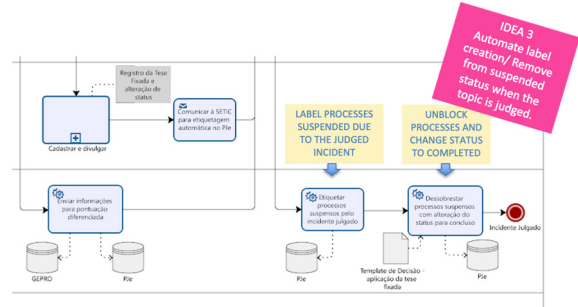 IDEA 3
Automate label
creation/ Remove
from suspended
status when the
topic is judged.
Registro da Tese
Fixada e
alteração de
status
Cadastrar e divulgar
Comunicar à SETIC
para etiquetagem
automática no PJe
LABEL PROCESSES
SUSPENDED DUE
TO THE JUDGED
INCIDENT
UNBLOCK
PROCESSES AND
CHANGE STATUS
TO COMPLETED
Enviar informações
para pontuação
diferenciada
GEPRO
PJe
Etiquetar
processos
suspensos pelo
incidente julgado
PJe
Dessobrestar
processos suspensos
com alteração do
status para concluso
Template de Decisão -
aplicação da tese
fixada
PJe
Incidente Julgado